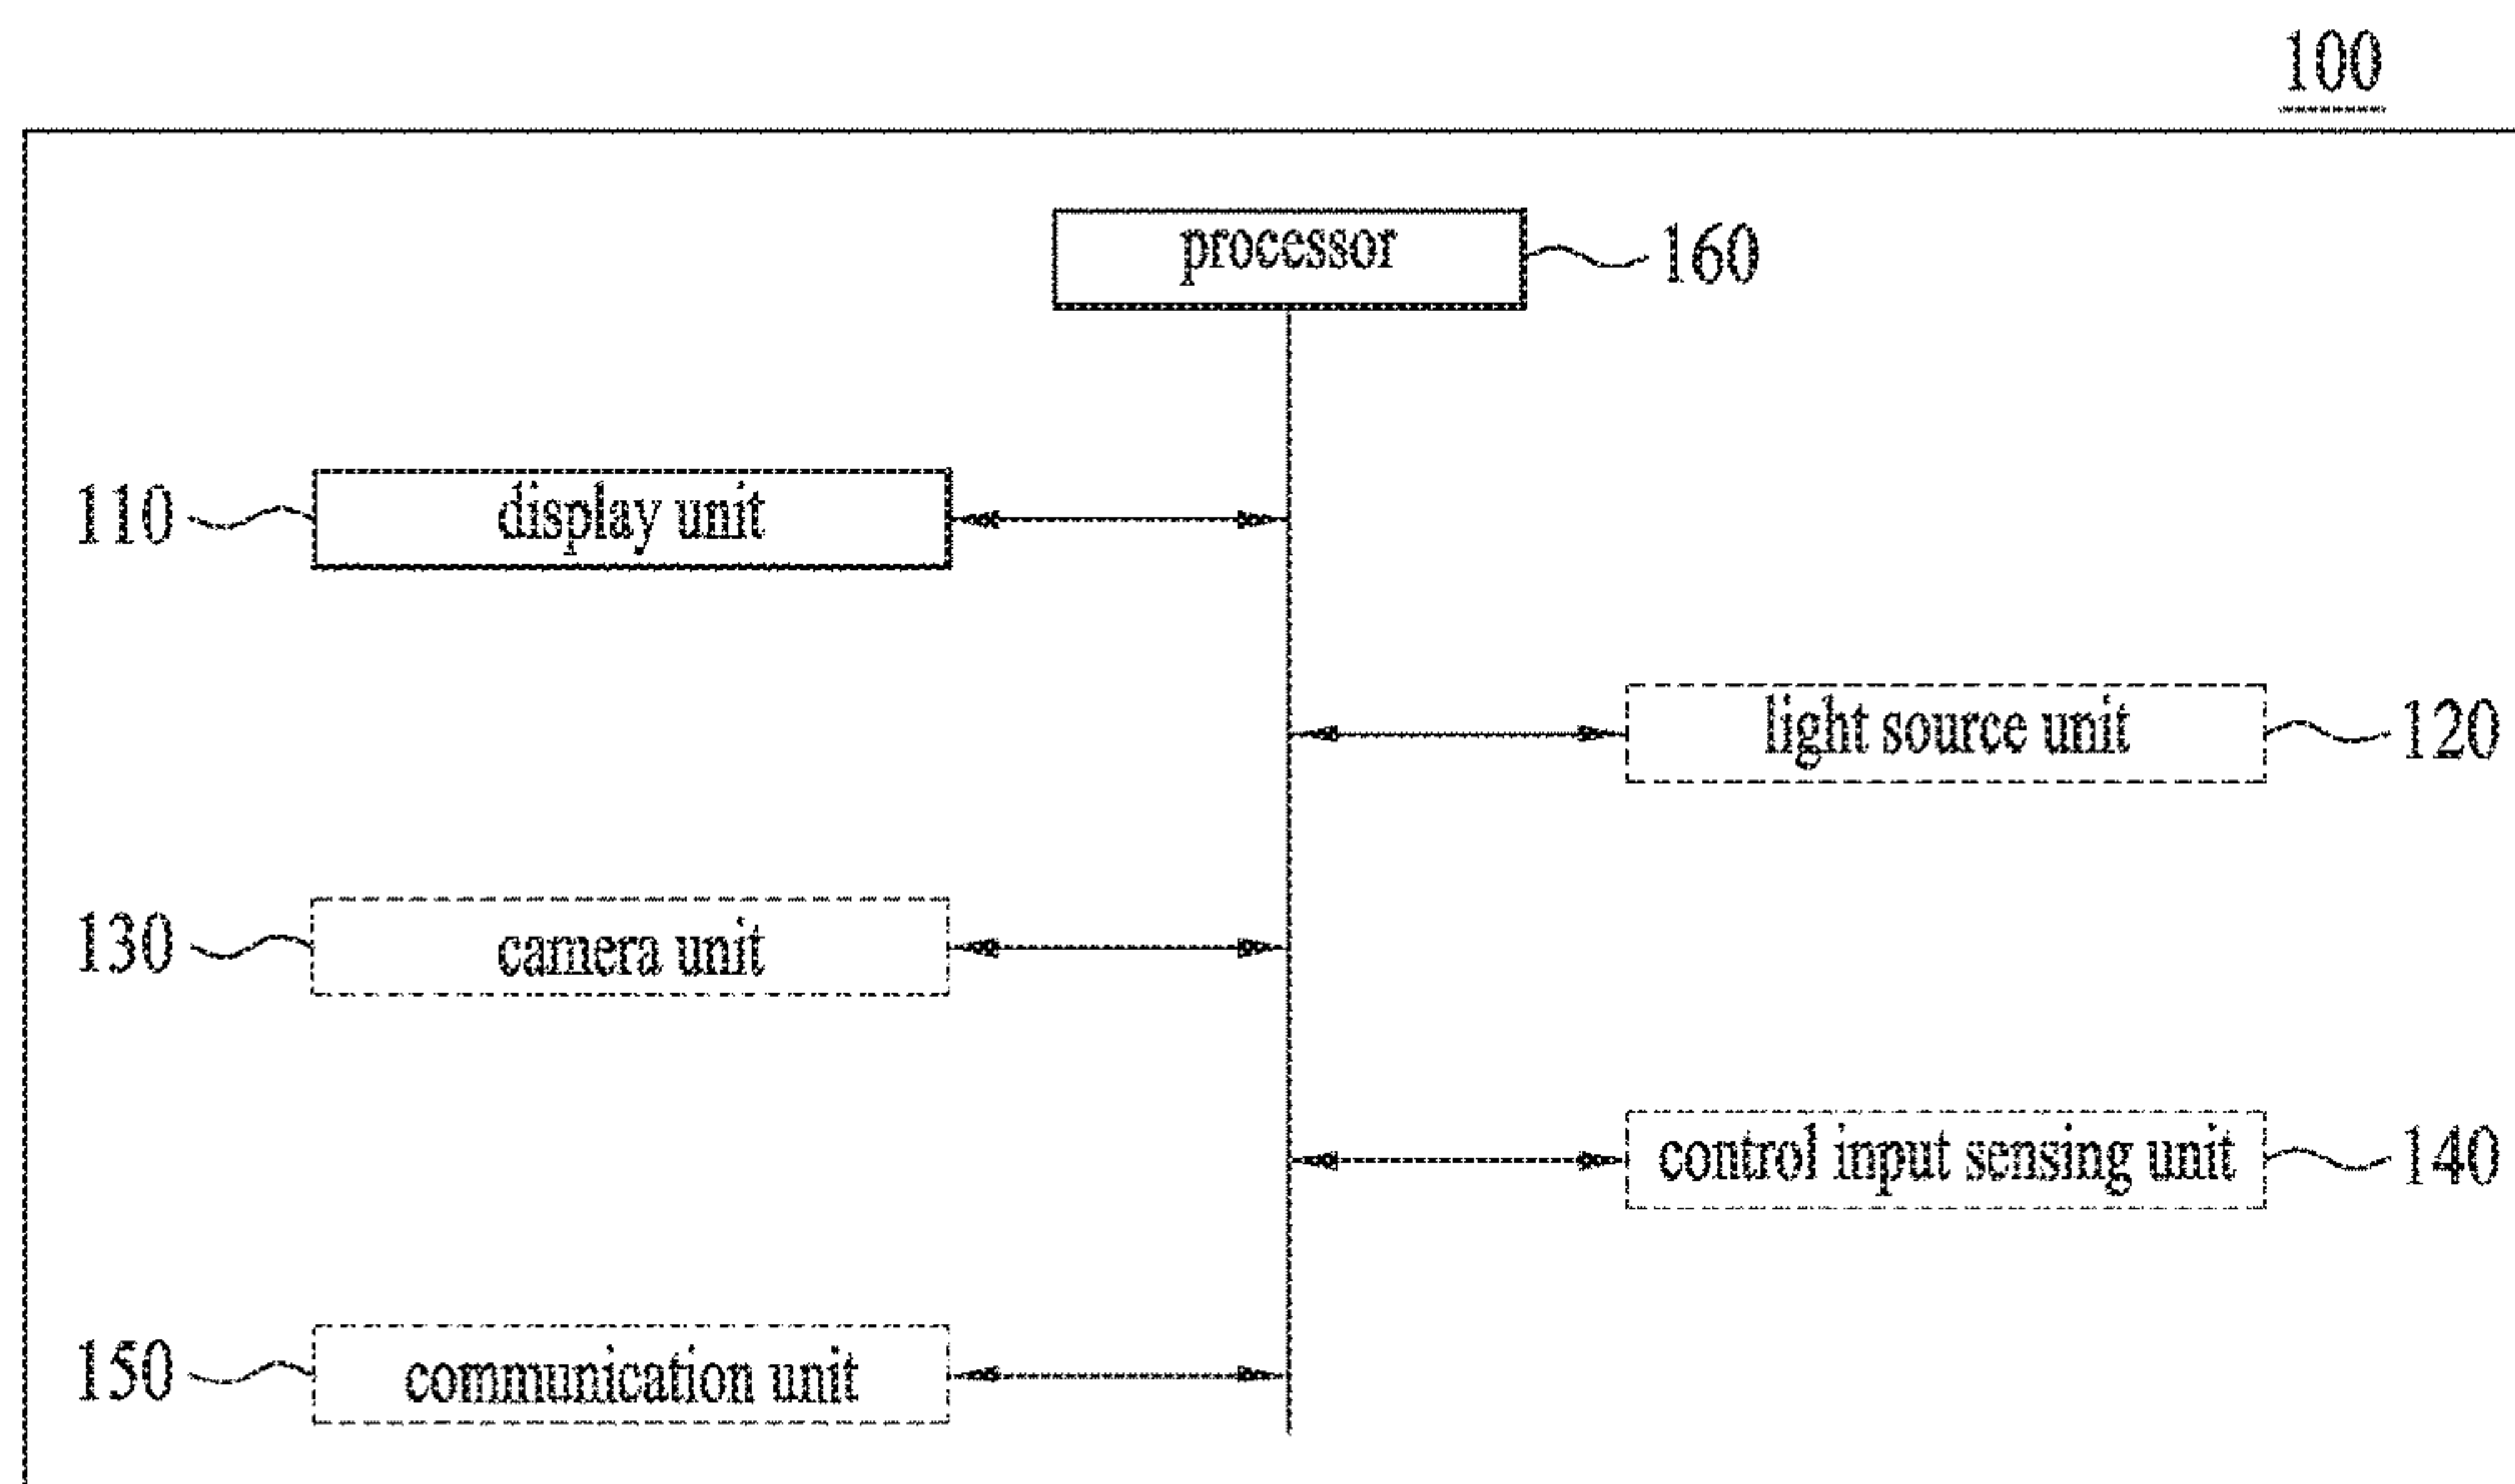 100
processor 160
110 display unit
light source unit 120
130 camera unit
control input sensing unit 140
150 communication unit